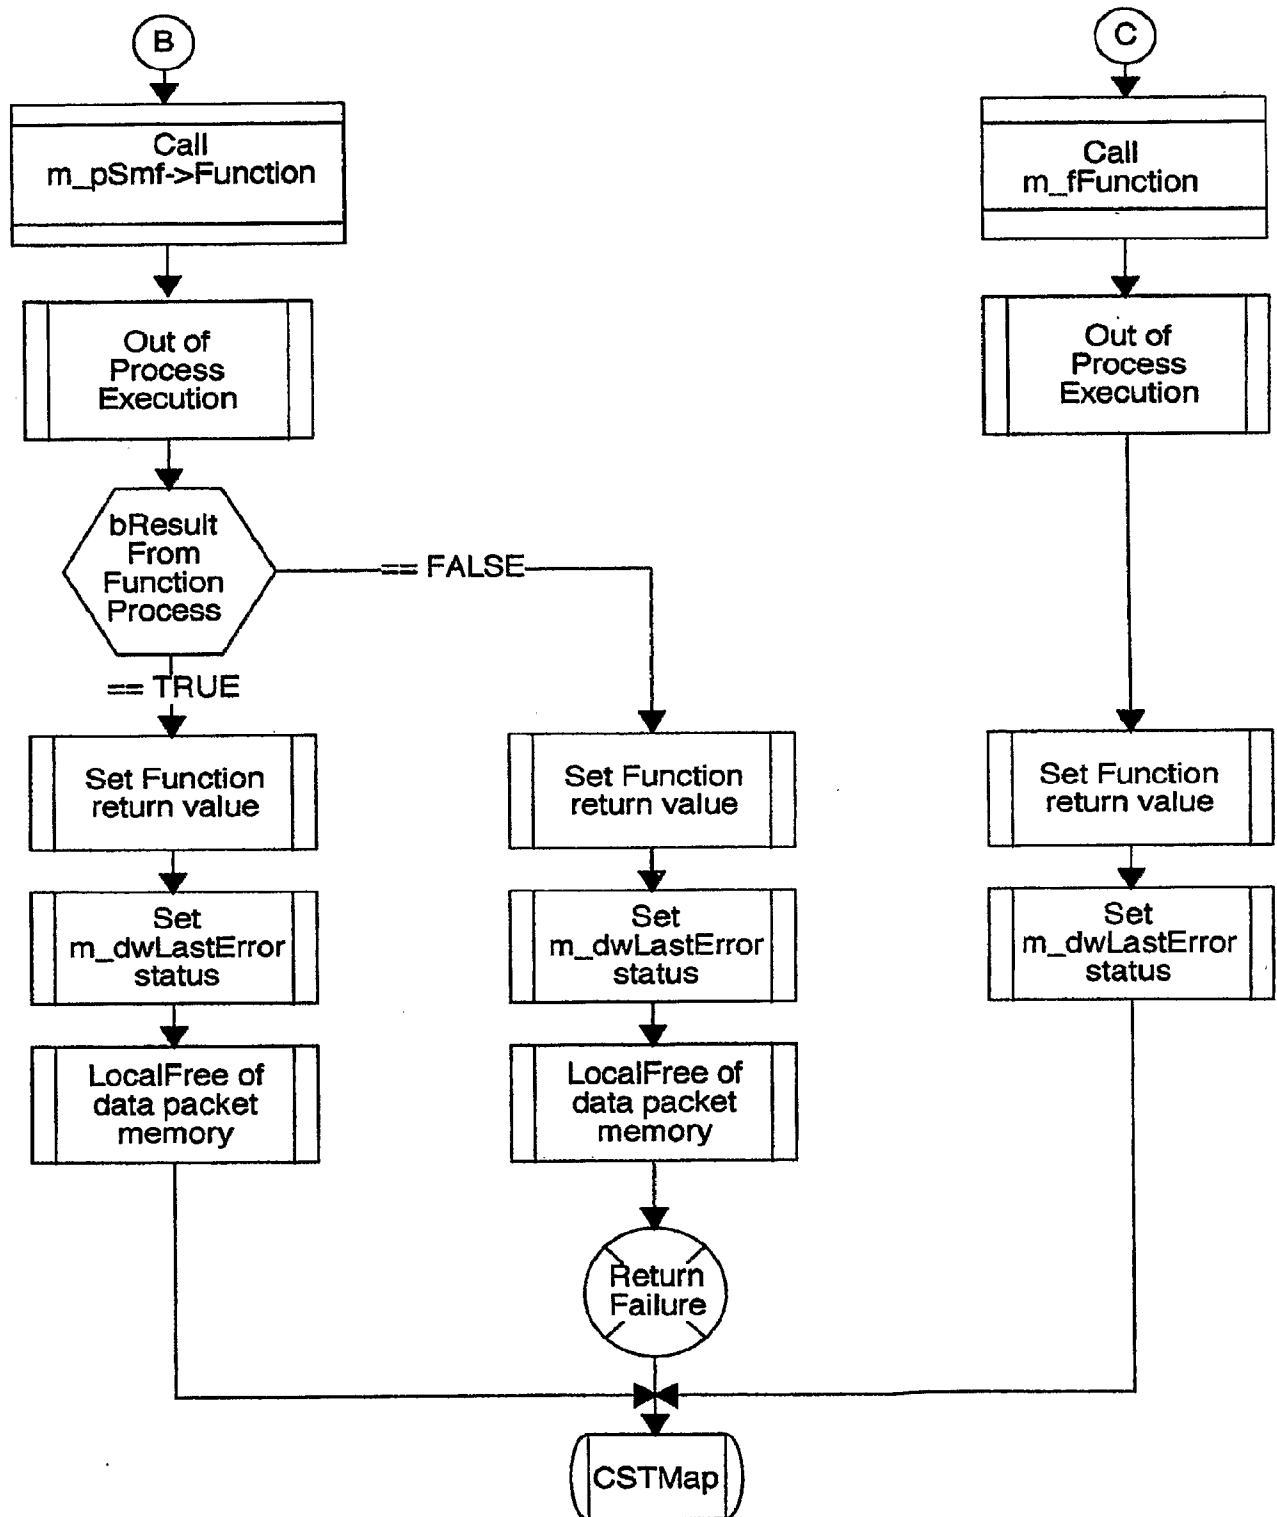 B
C
Call
m_pSmf->Function
Call
m_fFunction
Out of
Process
Execution
Out of
Process
Execution
bResult
From
Function
Process
== FALSE
== TRUE
Set Function
return value
Set Function
return value
Set Function
return value
Set
m_dwLastError
status
Set
m_dwLastError
status
Set
m_dwLastError
status
LocalFree of
data packet
memory
LocalFree of
data packet
memory
Return
Failure
CSTMap